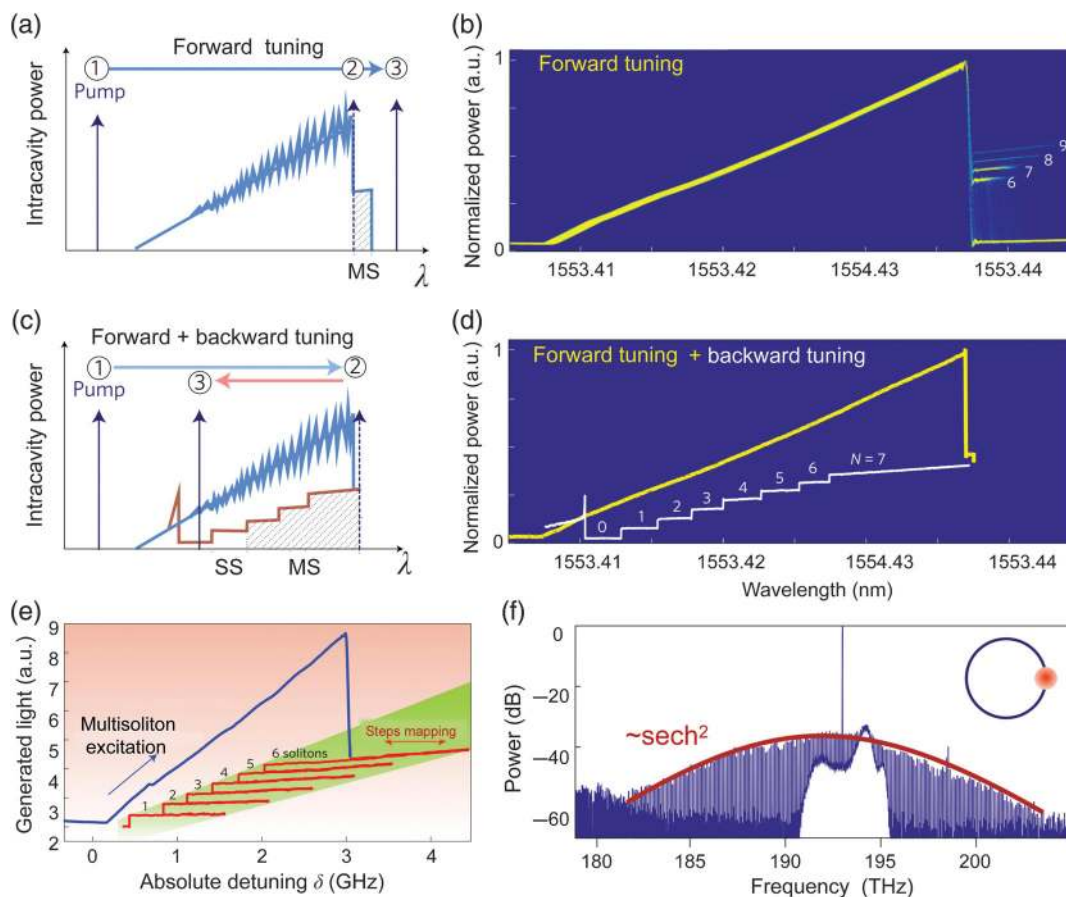 (a)
Forward tuning
① ② ③
Pump
Intracavity power
MS
λ
(b)
Forward tuning
Normalized power (a.u.)
1
0
9
8
7
6
1553.41 1553.42 1554.43 1553.44
(c)
Forward + backward tuning
① ②
③
Pump
Intracavity power
SS MS
λ
(d)
Forward tuning + backward tuning
Normalized power (a.u.)
1
0
0 1 2 3 4 5 6 N = 7
1553.41 1553.42 1554.43 1553.44
Wavelength (nm)
(e)
Generated light (a.u.)
9
8
7
6
5
4
3
2
Multisoliton
excitation
Steps mapping
6 solitons
5
4
3
2
1
0 1 2 3 4
Absolute detuning δ (GHz)
(f)
Power (dB)
0
–20
–40
–60
~sech²
180 185 190 195 200
Frequency (THz)